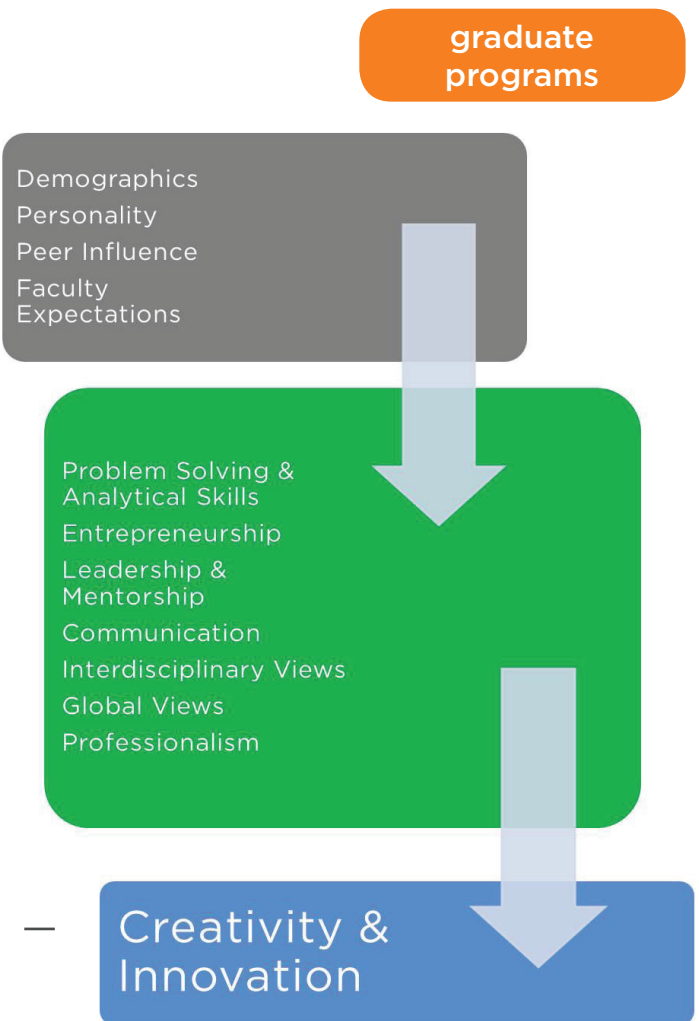 graduate
programs
Demographics
Personality
Peer Influence
Faculty
Expectations
Problem Solving &
Analytical Skills
Entrepreneurship
Leadership &
Mentorship
Communication
Interdisciplinary Views
Global Views
Professionalism
—
Creativity &
Innovation